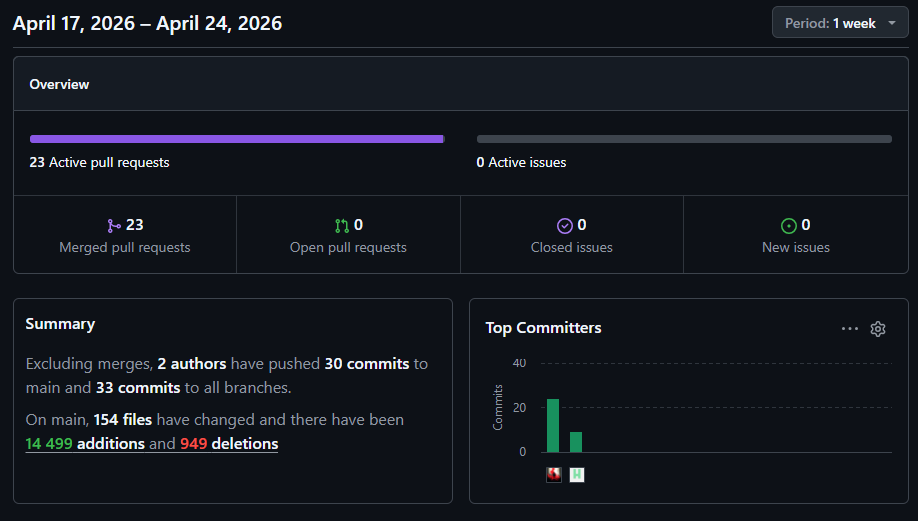 April 17, 2026 – April 24, 2026
Period: 1 week
Overview
23 Active pull requests
0 Active issues
23
Merged pull requests
0
Open pull requests
0
Closed issues
0
New issues
Summary
Excluding merges, 2 authors have pushed 30 commits to
main and 33 commits to all branches.
On main, 154 files have changed and there have been
14 499 additions and 949 deletions
Top Committers
40
20
0
Commits
H